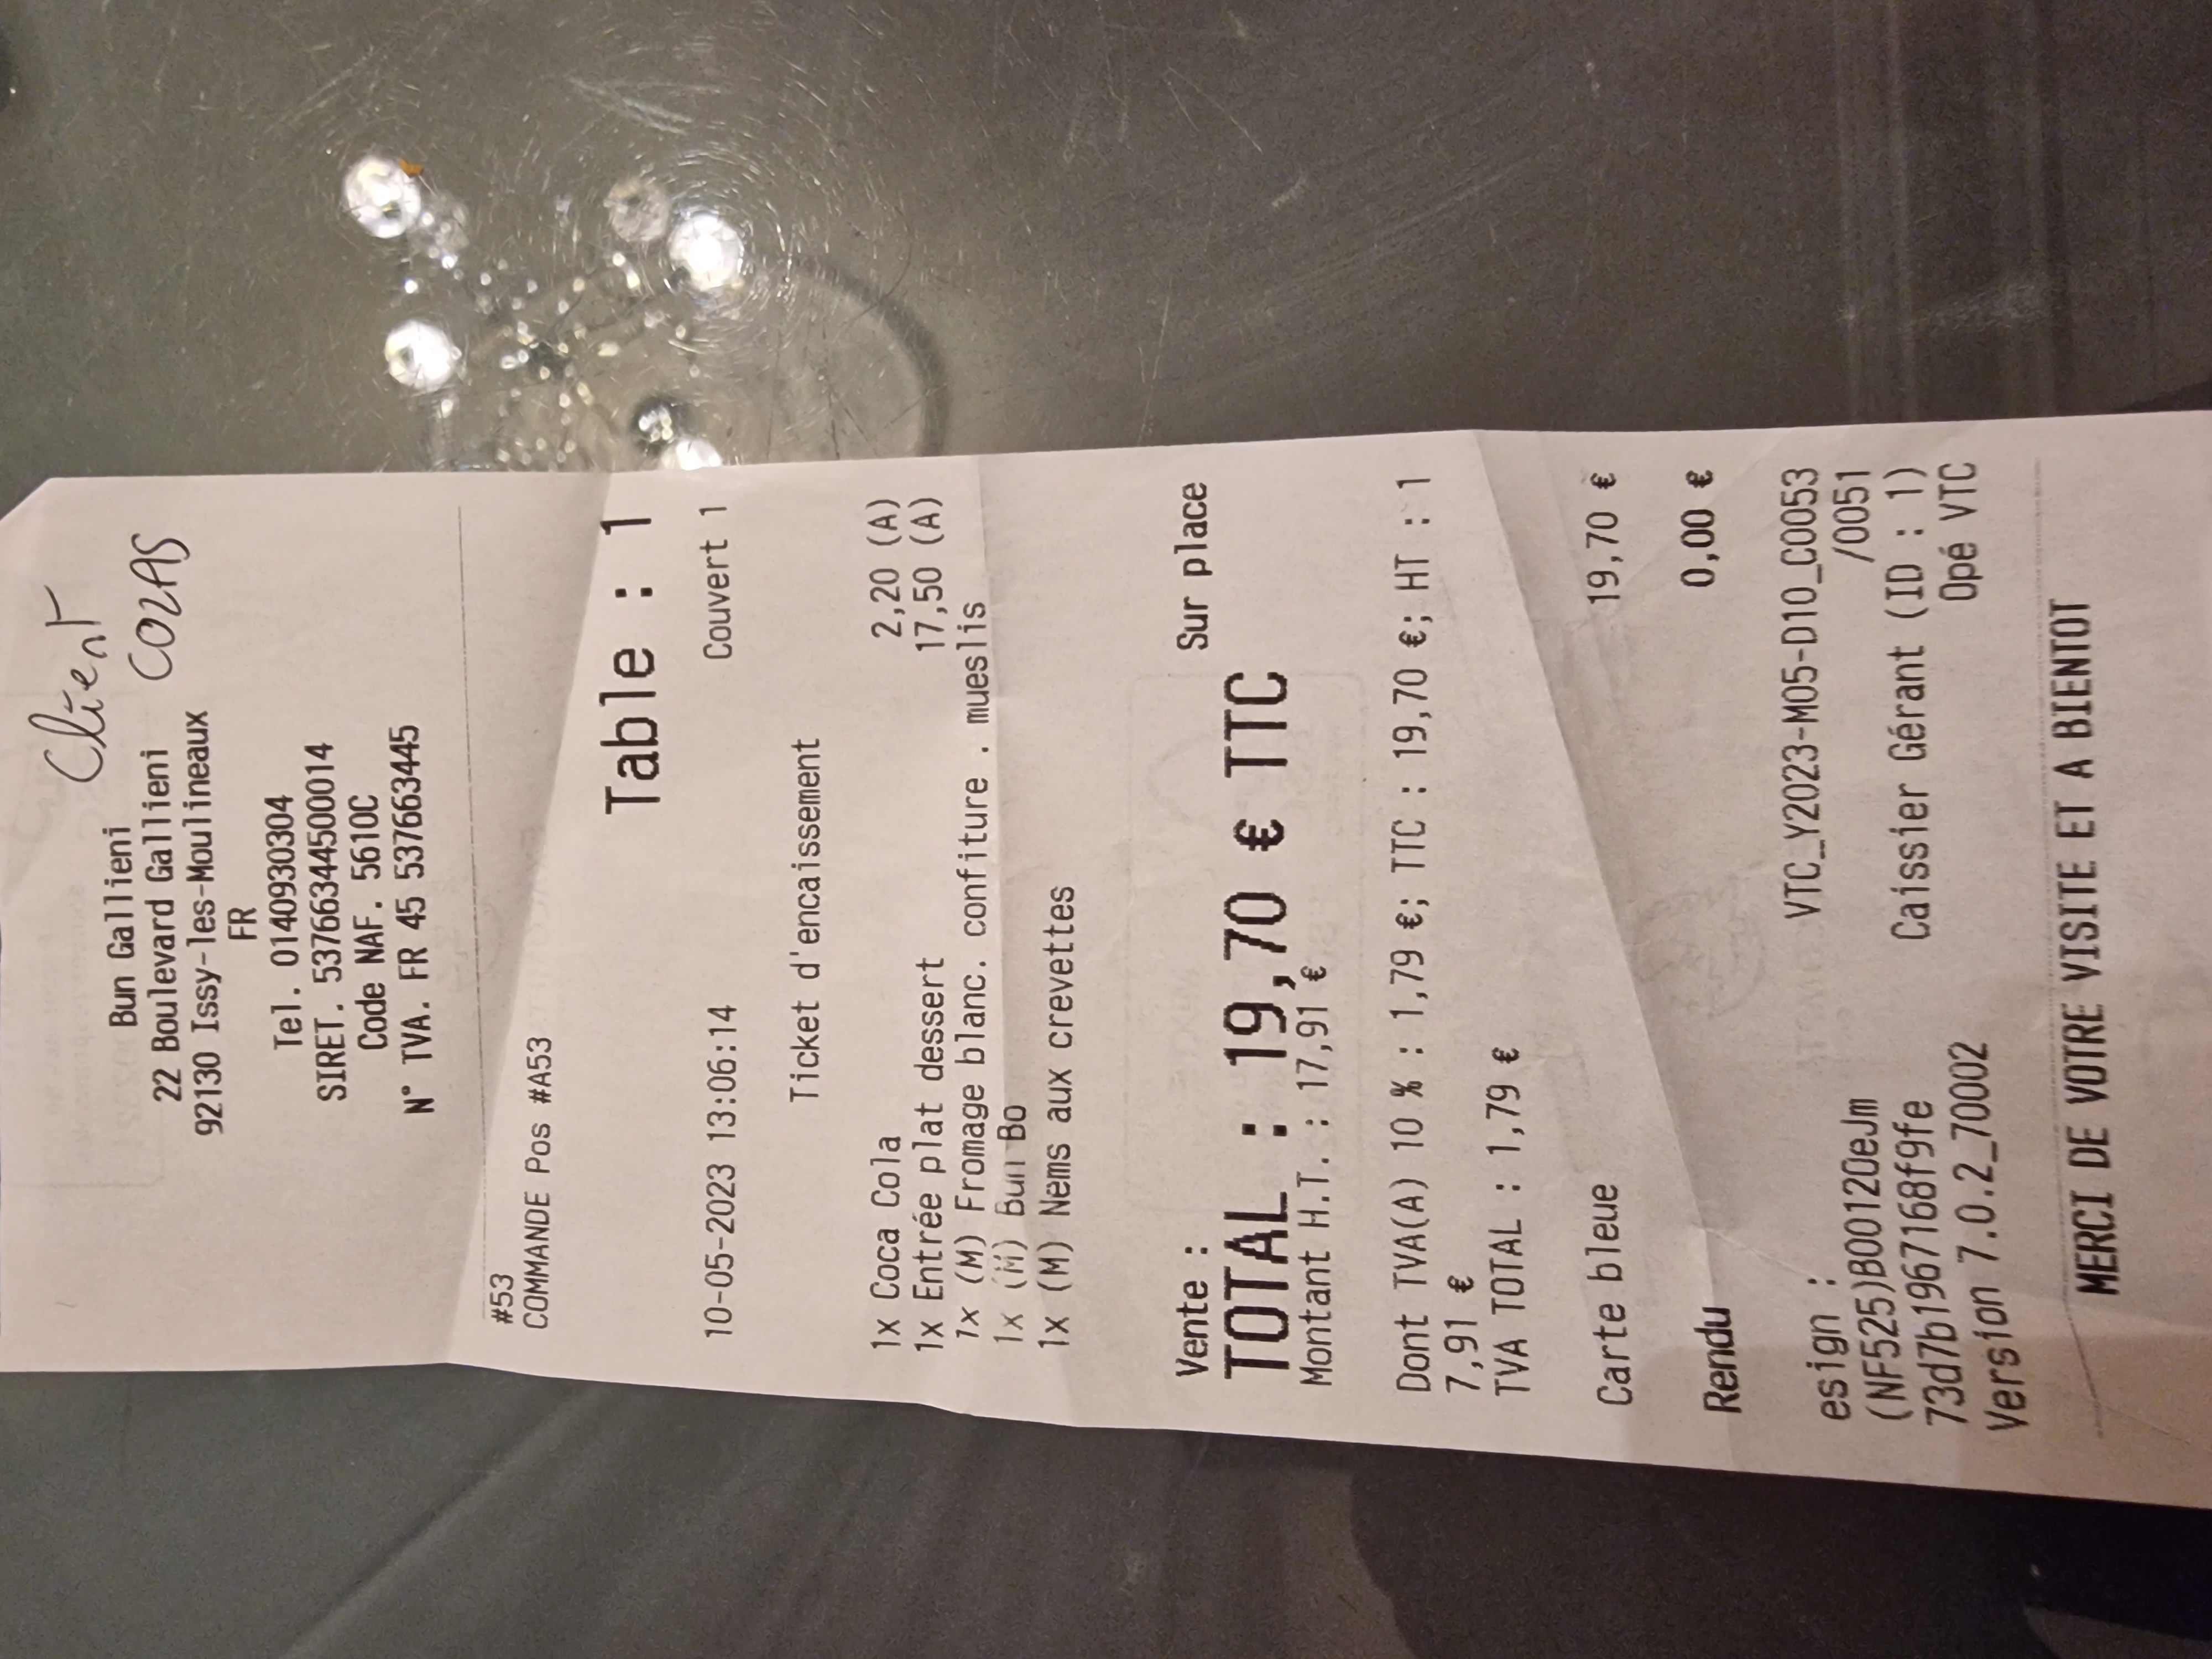 Client
COZAS
Bun Gallieni
22 Boulevard Gallieni
92130 Issy-les-Moulineaux
FR
Tel. 0140930304
SIRET. 53766344500014
Code NAF. 5610C
N° TVA. FR 45 537663445
#53
COMMANDE Pos #A53
Table : 1
10-05-2023 13:06:14 Couvert 1
Ticket d'encaissement
1x Coca Cola 2,20 (A)
1x Entrée plat dessert 17,50 (A)
1x (M) Fromage blanc. confiture . mueslis
1x (M) Bun Bo
1x (M) Nems aux crevettes
Vente : Sur place
TOTAL : 19,70 € TTC
Montant H.T. : 17,91 €
Dont TVA(A) 10 % : 1,79 €; TTC : 19,70 €; HT : 1
7,91 €
TVA TOTAL : 1,79 €
Carte bleue 19,70 €
Rendu 0,00 €
esign : VTC_Y2023-M05-D10_C0053
(NF525)B00120eJm /0051
73d7b1967168f9fe Caissier Gérant (ID : 1)
Version 7.0.2_70002 Opé VTC
MERCI DE VOTRE VISITE ET A BIENTOT